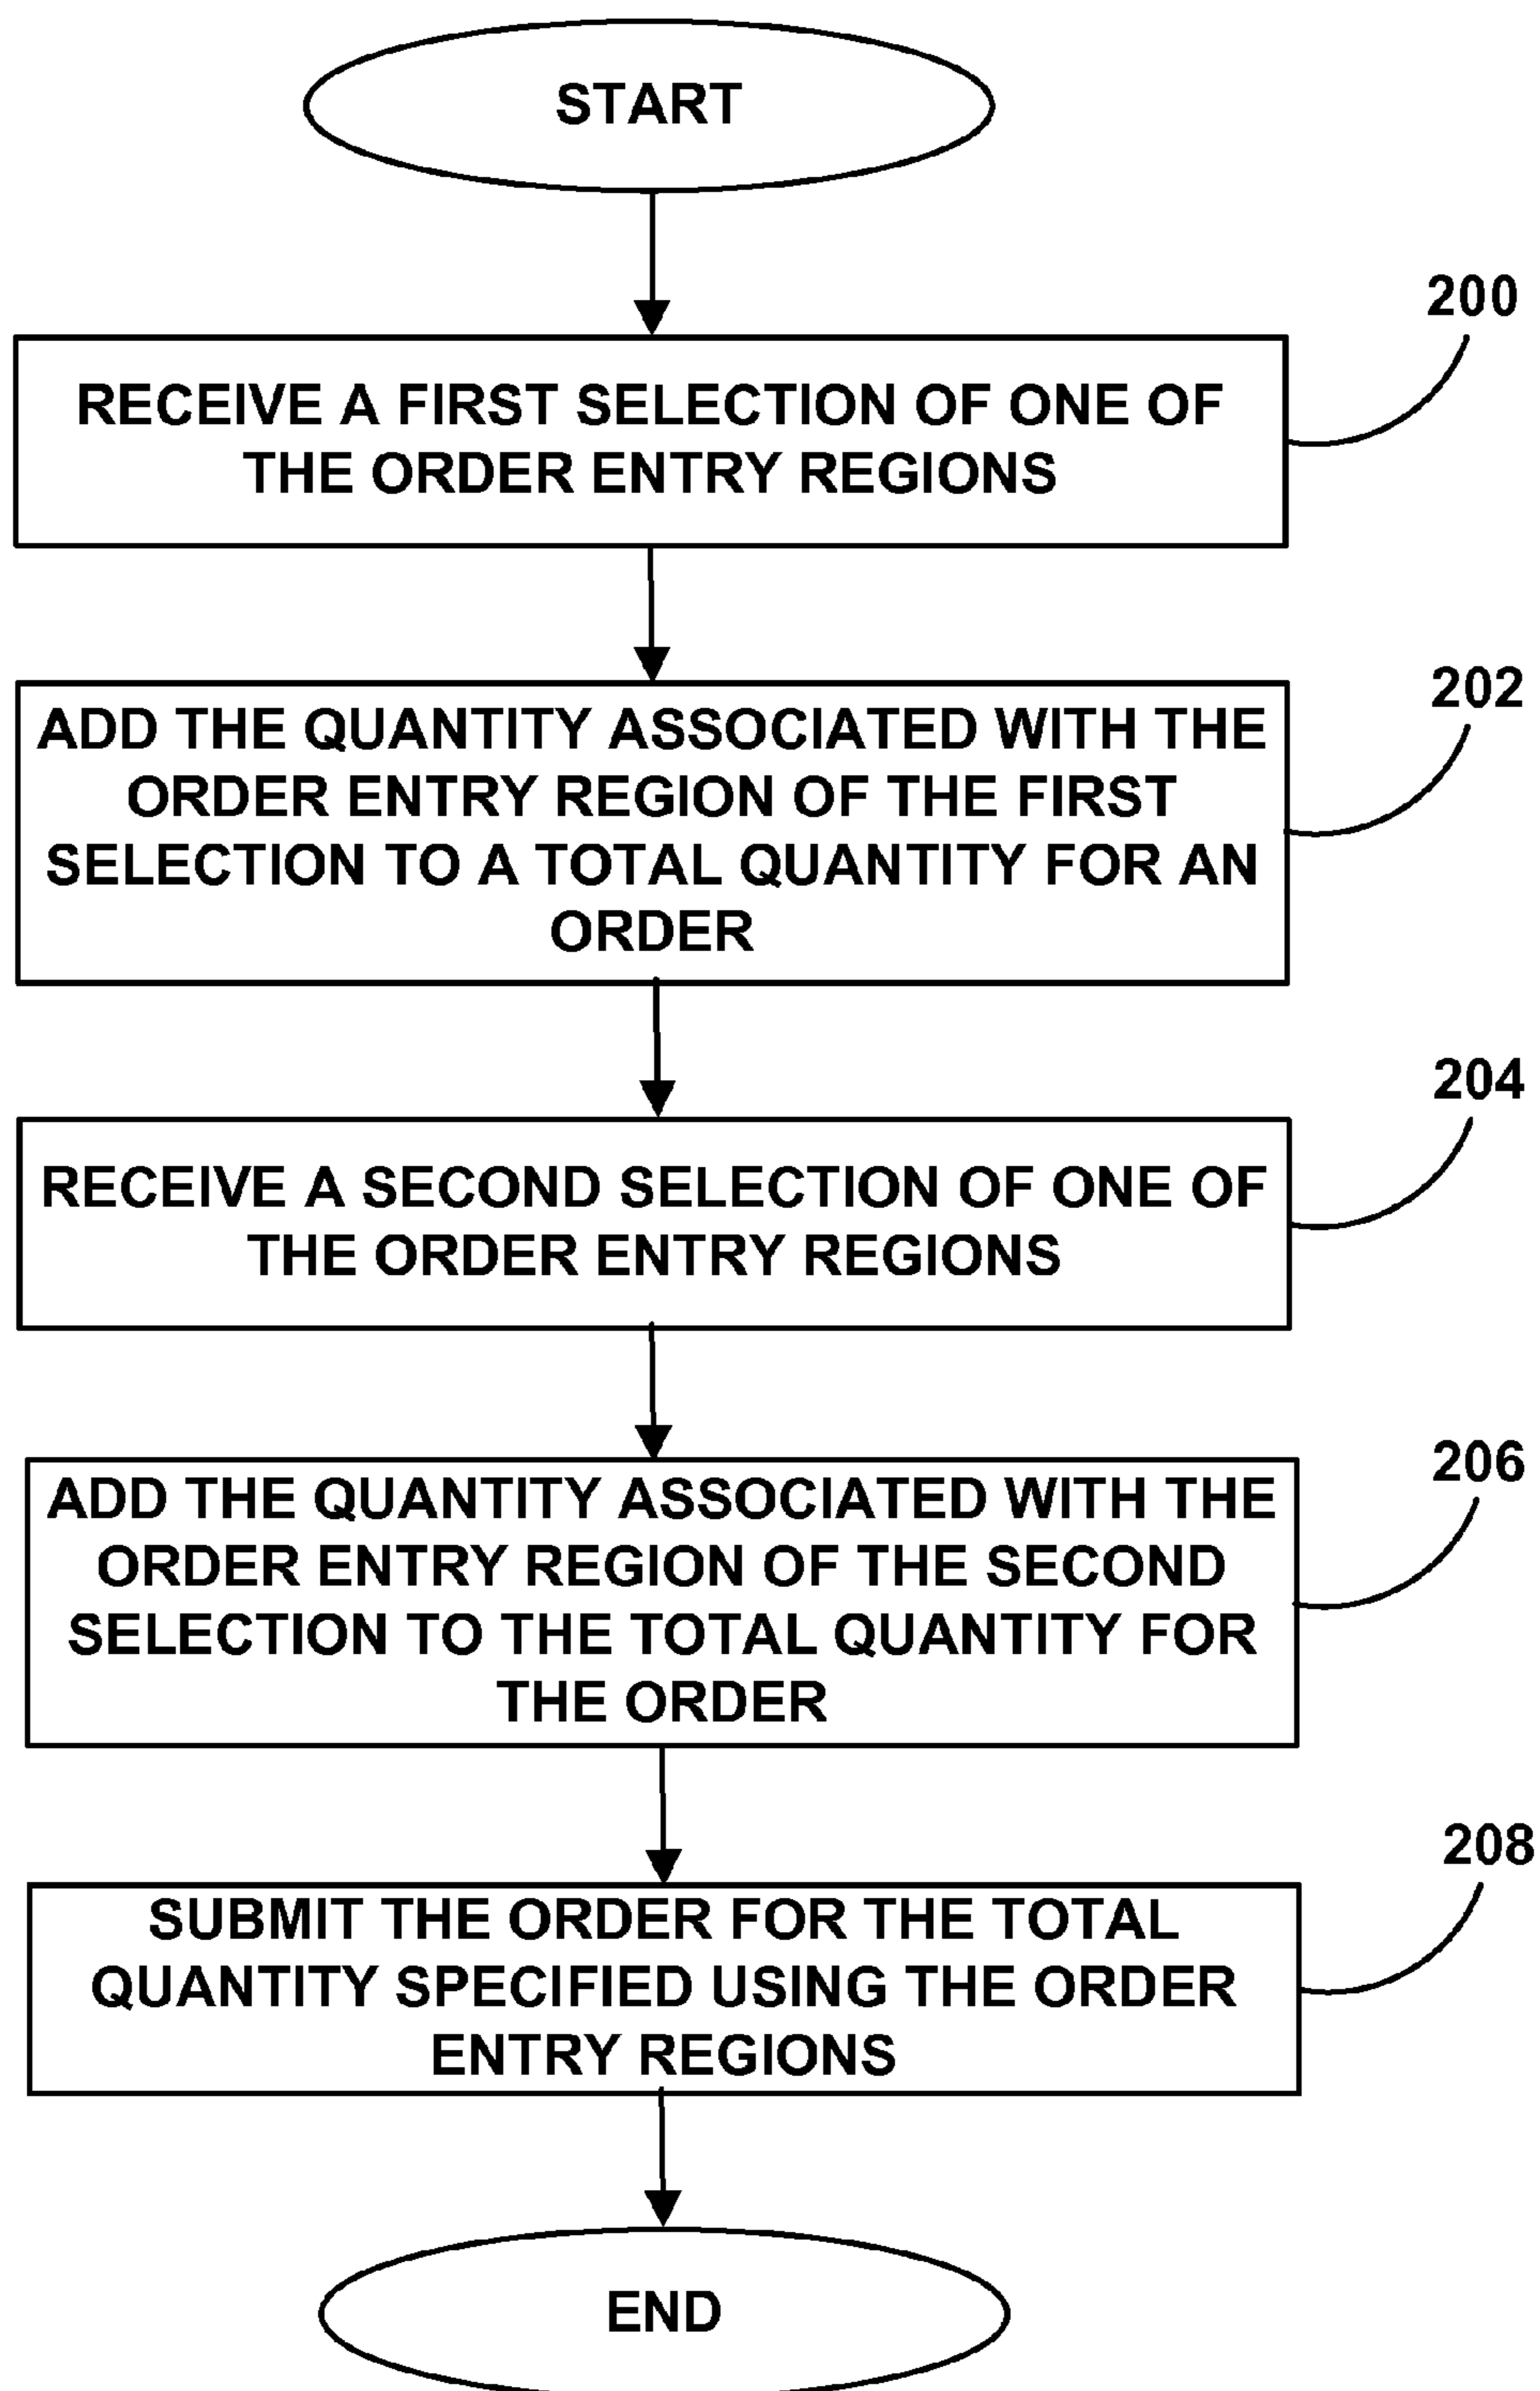 START
200
RECEIVE A FIRST SELECTION OF ONE OF
THE ORDER ENTRY REGIONS
202
ADD THE QUANTITY ASSOCIATED WITH THE
ORDER ENTRY REGION OF THE FIRST
SELECTION TO A TOTAL QUANTITY FOR AN
ORDER
204
RECEIVE A SECOND SELECTION OF ONE OF
THE ORDER ENTRY REGIONS
206
ADD THE QUANTITY ASSOCIATED WITH THE
ORDER ENTRY REGION OF THE SECOND
SELECTION TO THE TOTAL QUANTITY FOR
THE ORDER
208
SUBMIT THE ORDER FOR THE TOTAL
QUANTITY SPECIFIED USING THE ORDER
ENTRY REGIONS
END